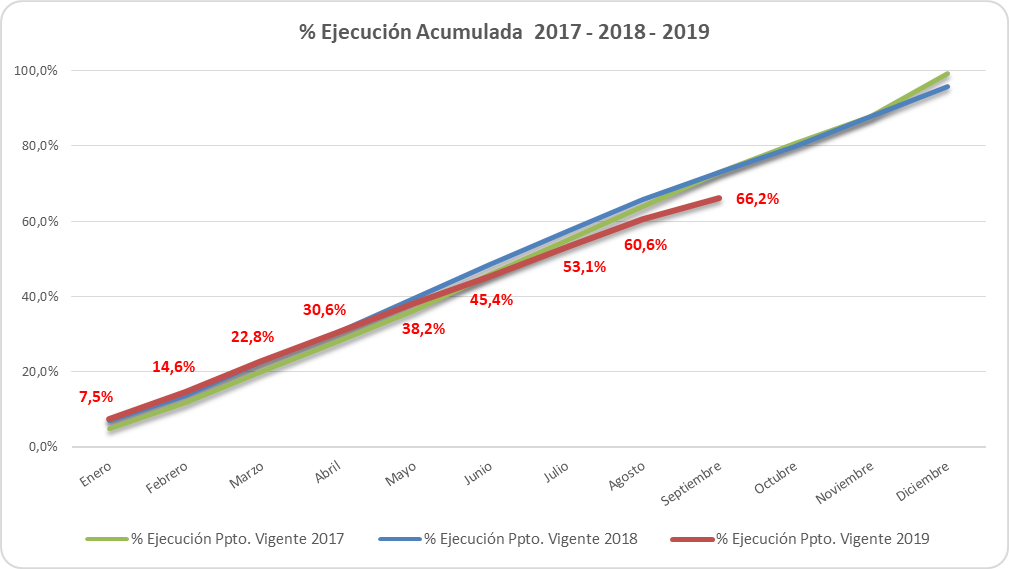 % Ejecución Acumulada 2017 - 2018 - 2019
100,0%
80,0%
60,0%
40,0%
20,0%
0,0%
7,5%
14,6%
22,8%
30,6%
38,2%
45,4%
53,1%
60,6%
66,2%
Enero
Febrero
Marzo
Abril
Mayo
Junio
Julio
Agosto
Septiembre
Octubre
Noviembre
Diciembre
% Ejecución Ppto. Vigente 2017
% Ejecución Ppto. Vigente 2018
% Ejecución Ppto. Vigente 2019